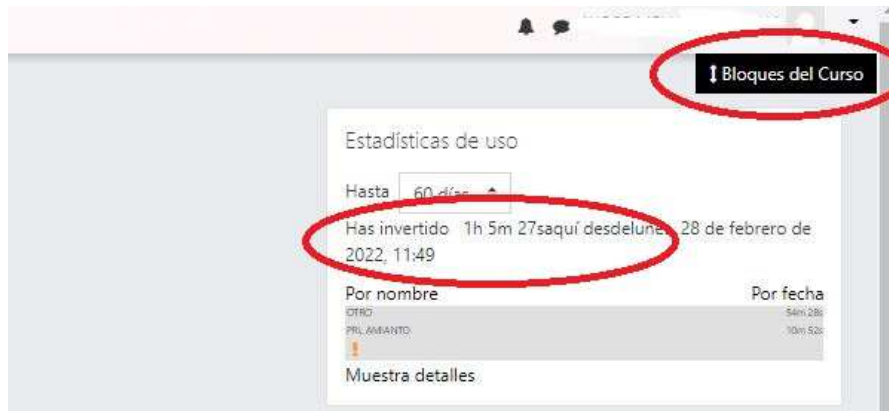 Bloques del Curso
Estadísticas de uso
Hasta 60 días
Has invertido 1h 5m 27saquí desdelunes, 28 de febrero de
2022, 11:49
Por nombre Por fecha
OTRO 54m 28s
PRL AMIANTO 10m 52s
Muestra detalles